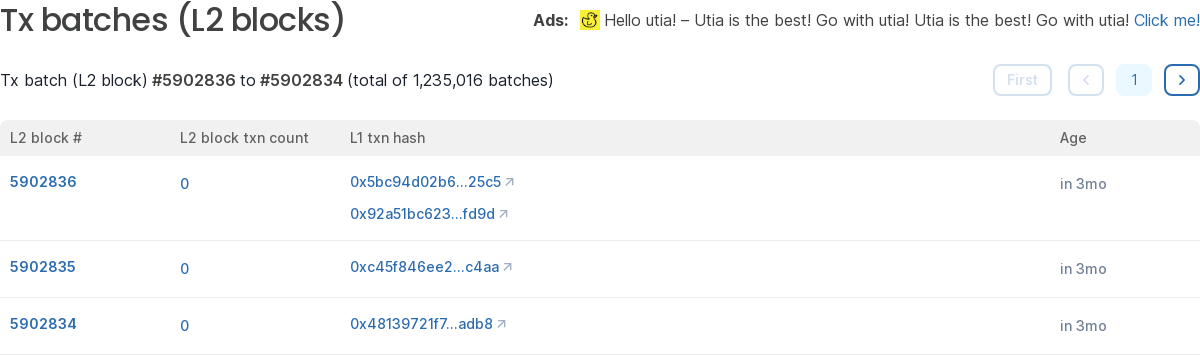 Tx batches (L2 blocks)
Ads: Hello utia! – Utia is the best! Go with utia! Utia is the best! Go with utia! Click me!
Tx batch (L2 block) #5902836 to #5902834 (total of 1,235,016 batches)
First 1
L2 block # L2 block txn count L1 txn hash Age
5902836 0 0x5bc94d02b6...25c5 in 3mo
0x92a51bc623...fd9d
5902835 0 0xc45f846ee2...c4aa in 3mo
5902834 0 0x48139721f7...adb8 in 3mo